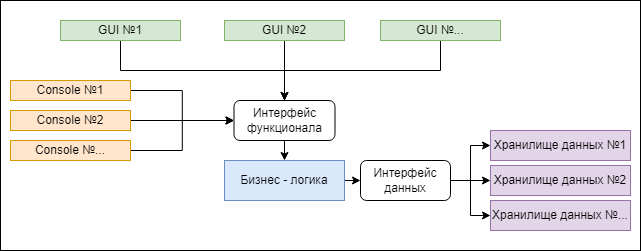 GUI №1
GUI №2
GUI №...
Console №1
Console №2
Console №...
Интерфейс
функционала
Бизнес - логика
Интерфейс
данных
Хранилище данных №1
Хранилище данных №2
Хранилище данных №...